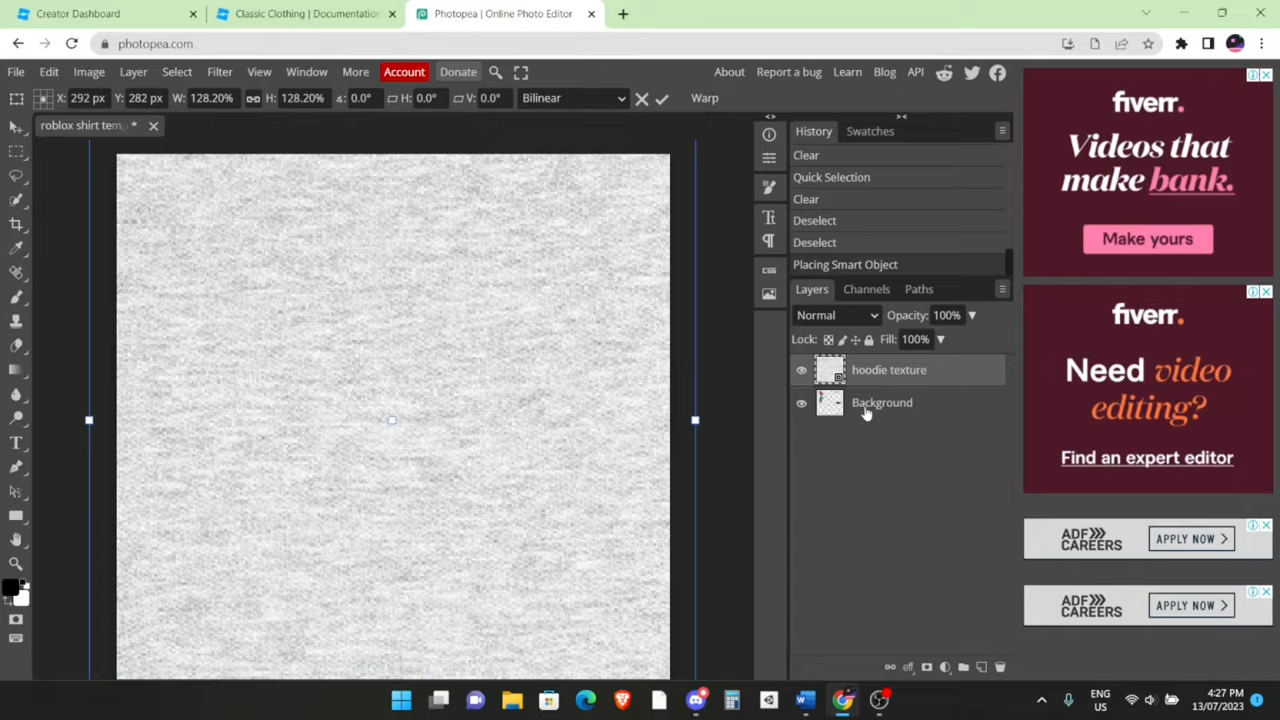 Creator Dashboard
Classic Clothing | Documentation
Photopea | Online Photo Editor
photopea.com
File Edit Image Layer Select Filter View Window More Account Donate
About Report a bug Learn Blog API
X: 292 px Y: 282 px W: 128.20% H: 128.20% 0.0° H: 0.0° V: 0.0° Bilinear Warp
roblox shirt temp *
History Swatches
Clear
Quick Selection
Clear
Deselect
Deselect
Placing Smart Object
Layers Channels Paths
Normal Opacity: 100%
Lock: Fill: 100%
hoodie texture
Background
CSS
eff
fiverr.
Videos that
make bank.
Make yours
fiverr.
Need video
editing?
Find an expert editor
ADF
CAREERS
APPLY NOW
ADF
CAREERS
APPLY NOW
ENG
US
4:27 PM
13/07/2023